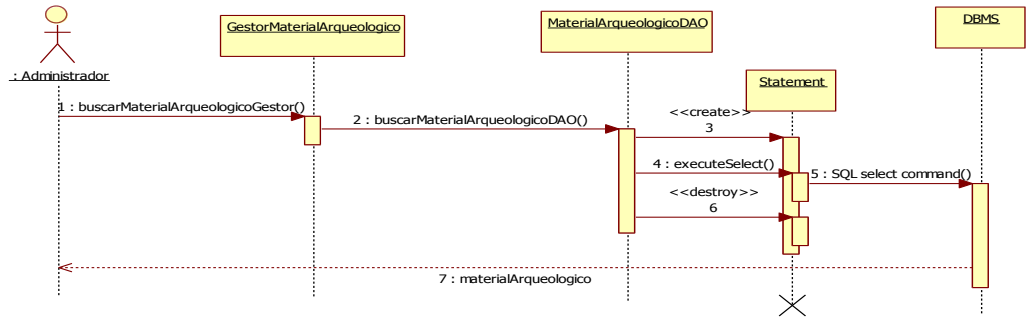 GestorMaterialArqueologico
MaterialArqueologicoDAO
DBMS
: Administrador
Statement
1 : buscarMaterialArqueologicoGestor()
2 : buscarMaterialArqueologicoDAO()
<<create>>
3
4 : executeSelect()
5 : SQL select command()
<<destroy>>
6
7 : materialArqueologico